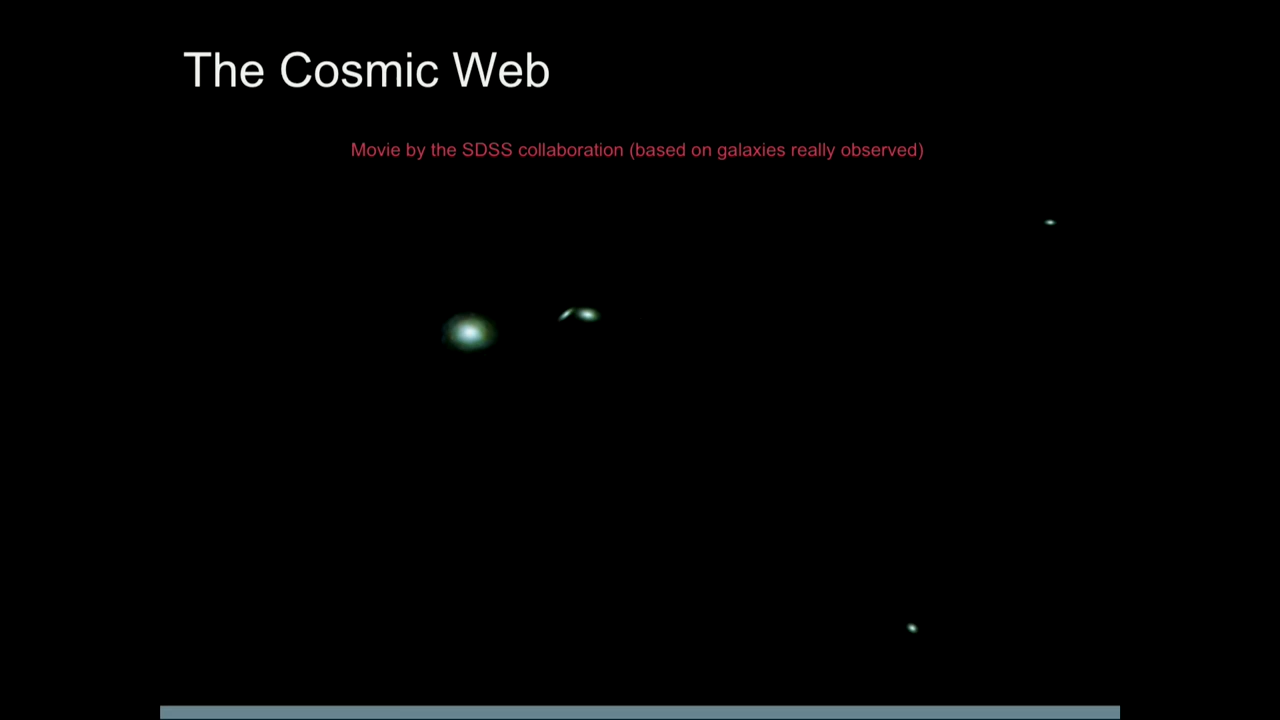 The Cosmic Web
Movie by the SDSS collaboration (based on galaxies really observed)